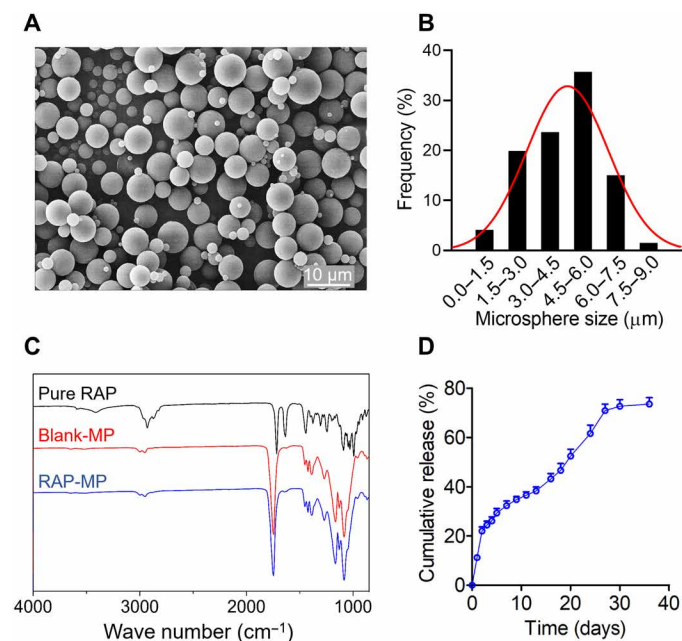 A
10 μm
B
Frequency (%)
40
30
20
10
0
0.0–1.5
1.5–3.0
3.0–4.5
4.5–6.0
6.0–7.5
7.5–9.0
Microsphere size (μm)
C
Pure RAP
Blank-MP
RAP-MP
4000
3000
2000
1000
Wave number (cm⁻¹)
D
Cumulative release (%)
80
60
40
20
0
0
10
20
30
40
Time (days)